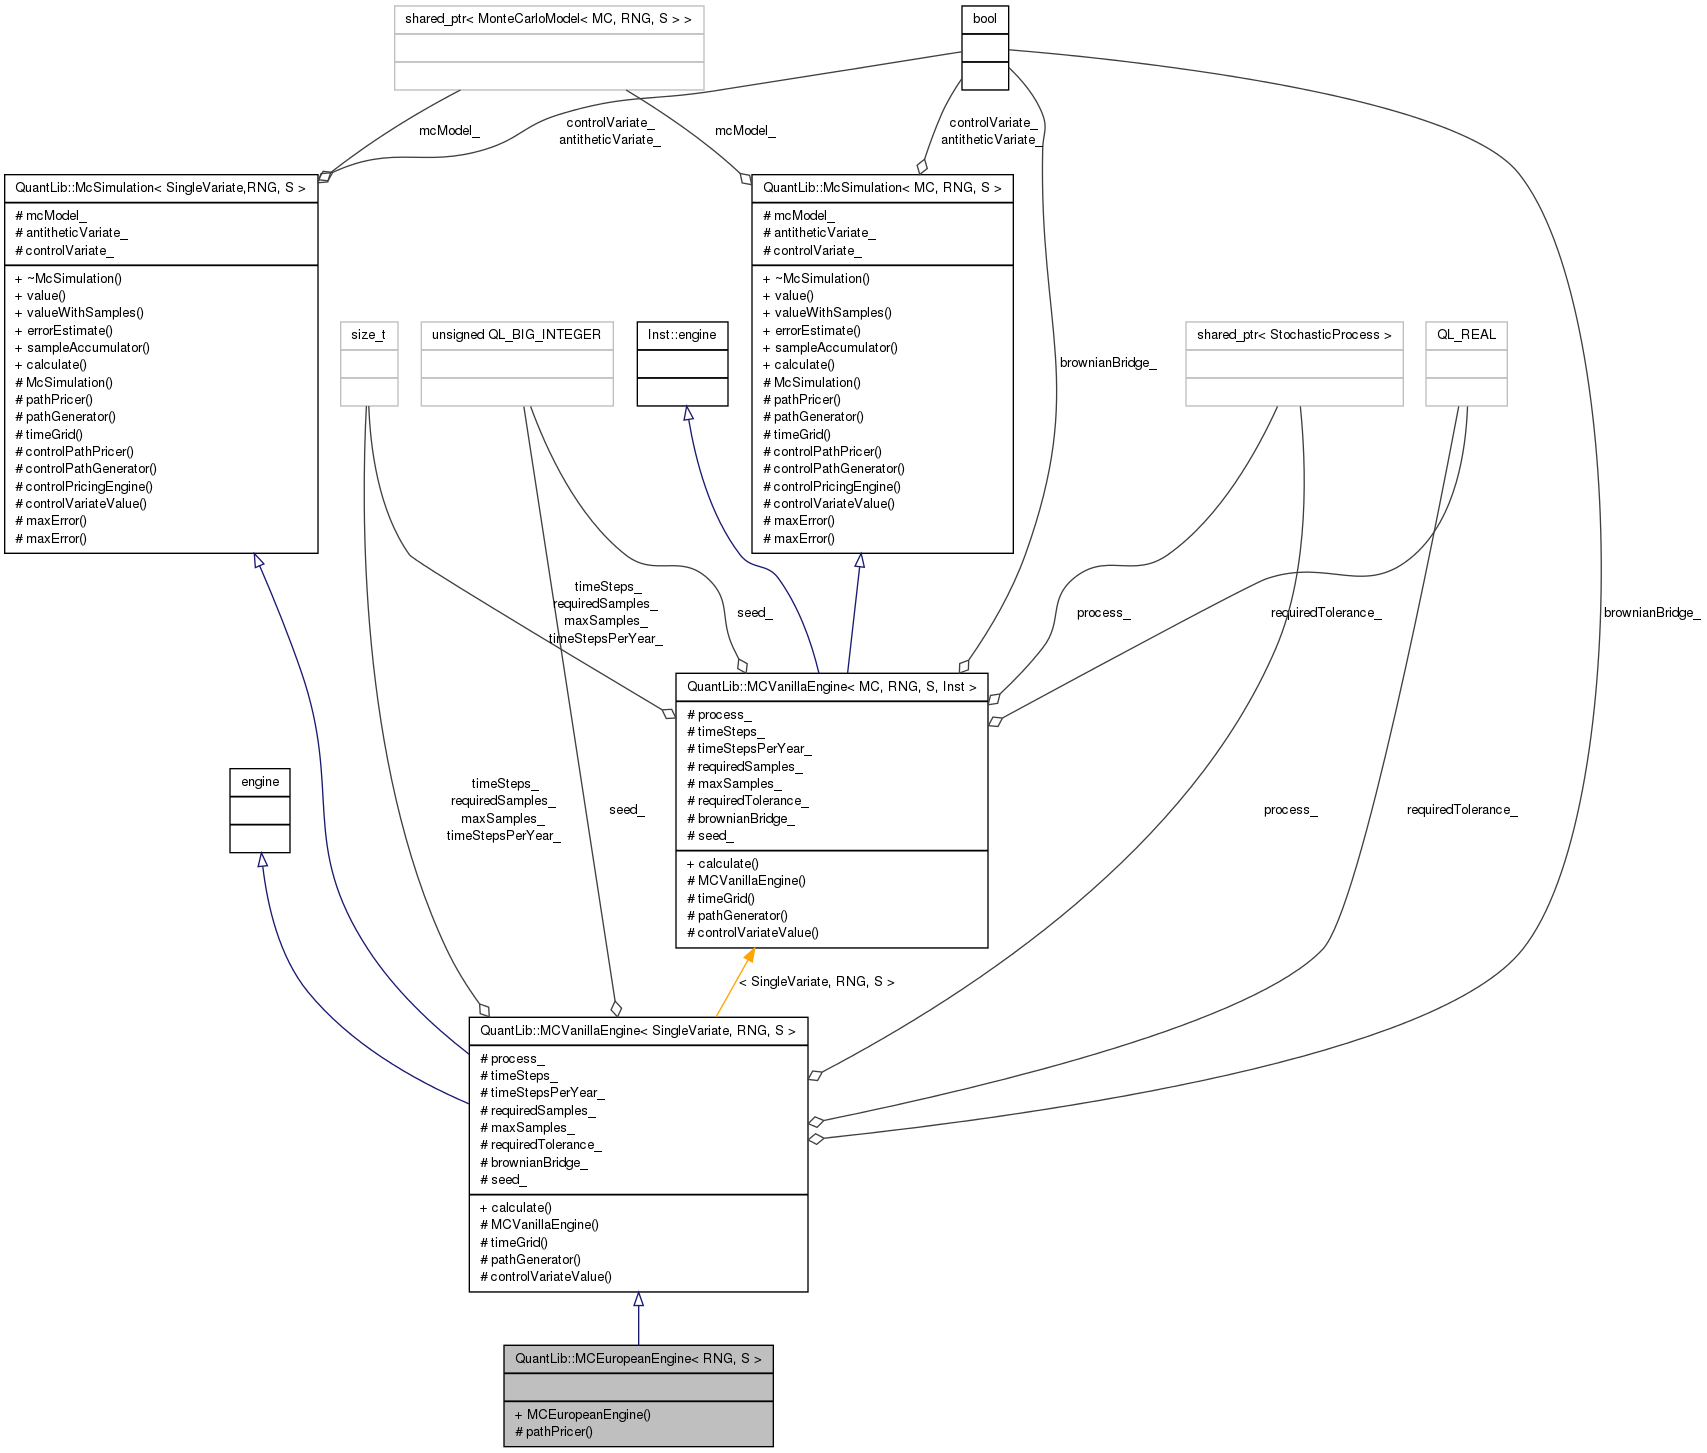 shared_ptr< MonteCarloModel< MC, RNG, S > >
bool
mcModel_
controlVariate_
antitheticVariate_
mcModel_
controlVariate_
antitheticVariate_
QuantLib::McSimulation< SingleVariate,RNG, S >
# mcModel_
# antitheticVariate_
# controlVariate_
+ ~McSimulation()
+ value()
+ valueWithSamples()
+ errorEstimate()
+ sampleAccumulator()
+ calculate()
# McSimulation()
# pathPricer()
# pathGenerator()
# timeGrid()
# controlPathPricer()
# controlPathGenerator()
# controlPricingEngine()
# controlVariateValue()
# maxError()
# maxError()
QuantLib::McSimulation< MC, RNG, S >
# mcModel_
# antitheticVariate_
# controlVariate_
+ ~McSimulation()
+ value()
+ valueWithSamples()
+ errorEstimate()
+ sampleAccumulator()
+ calculate()
# McSimulation()
# pathPricer()
# pathGenerator()
# timeGrid()
# controlPathPricer()
# controlPathGenerator()
# controlPricingEngine()
# controlVariateValue()
# maxError()
# maxError()
size_t
unsigned QL_BIG_INTEGER
Inst::engine
brownianBridge_
shared_ptr< StochasticProcess >
QL_REAL
timeSteps_
requiredSamples_
maxSamples_
timeStepsPerYear_
seed_
process_
requiredTolerance_
brownianBridge_
QuantLib::MCVanillaEngine< MC, RNG, S, Inst >
# process_
# timeSteps_
# timeStepsPerYear_
# requiredSamples_
# maxSamples_
# requiredTolerance_
# brownianBridge_
# seed_
+ calculate()
# MCVanillaEngine()
# timeGrid()
# pathGenerator()
# controlVariateValue()
engine
timeSteps_
requiredSamples_
maxSamples_
timeStepsPerYear_
seed_
process_
requiredTolerance_
< SingleVariate, RNG, S >
QuantLib::MCVanillaEngine< SingleVariate, RNG, S >
# process_
# timeSteps_
# timeStepsPerYear_
# requiredSamples_
# maxSamples_
# requiredTolerance_
# brownianBridge_
# seed_
+ calculate()
# MCVanillaEngine()
# timeGrid()
# pathGenerator()
# controlVariateValue()
QuantLib::MCEuropeanEngine< RNG, S >
+ MCEuropeanEngine()
# pathPricer()